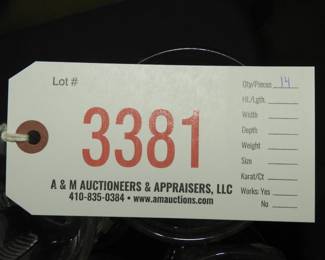 Lot #
3381
A & M AUCTIONEERS & APPRAISERS, LLC
410-835-0384 • www.amauctions.com
Qty/Pieces 14
Ht./Lgth.
Width
Depth
Weight
Size
Karat/Ct
Works: Yes
No